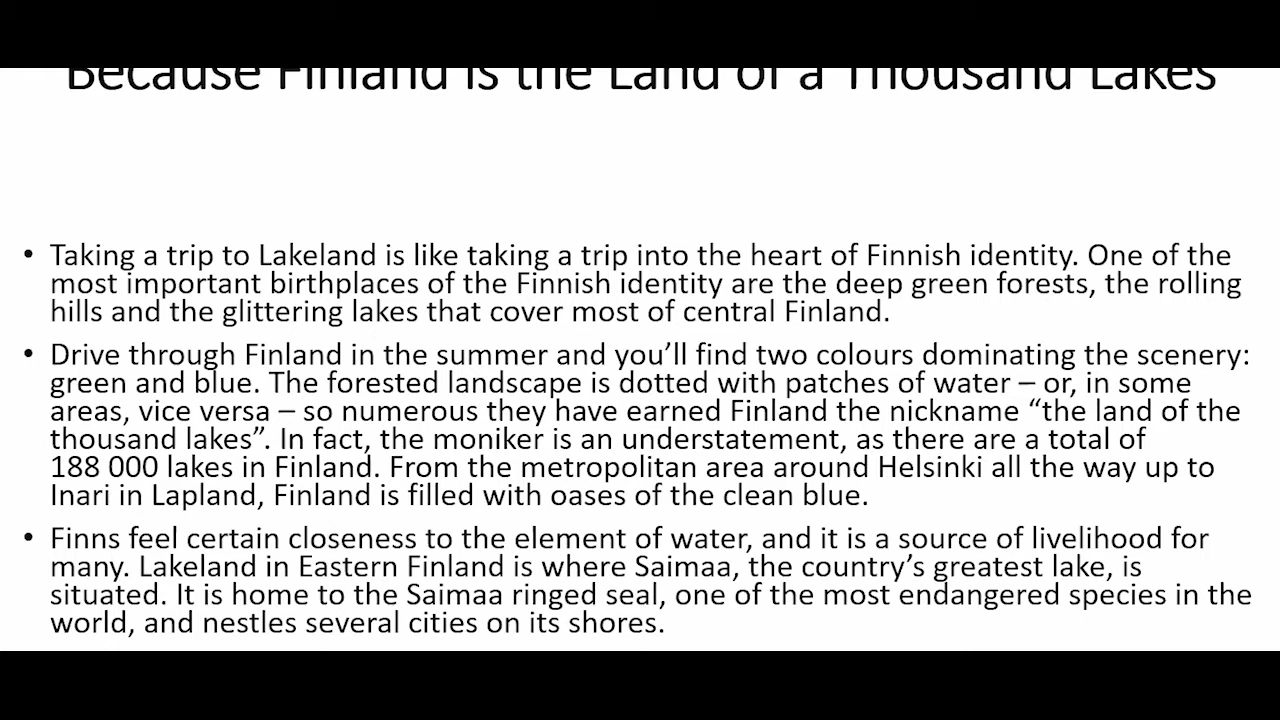 Because Finland is the Land of a Thousand Lakes
• Taking a trip to Lakeland is like taking a trip into the heart of Finnish identity. One of the
most important birthplaces of the Finnish identity are the deep green forests, the rolling
hills and the glittering lakes that cover most of central Finland.
• Drive through Finland in the summer and you’ll find two colours dominating the scenery:
green and blue. The forested landscape is dotted with patches of water – or, in some
areas, vice versa – so numerous they have earned Finland the nickname “the land of the
thousand lakes”. In fact, the moniker is an understatement, as there are a total of
188 000 lakes in Finland. From the metropolitan area around Helsinki all the way up to
Inari in Lapland, Finland is filled with oases of the clean blue.
• Finns feel certain closeness to the element of water, and it is a source of livelihood for
many. Lakeland in Eastern Finland is where Saimaa, the country’s greatest lake, is
situated. It is home to the Saimaa ringed seal, one of the most endangered species in the
world, and nestles several cities on its shores.